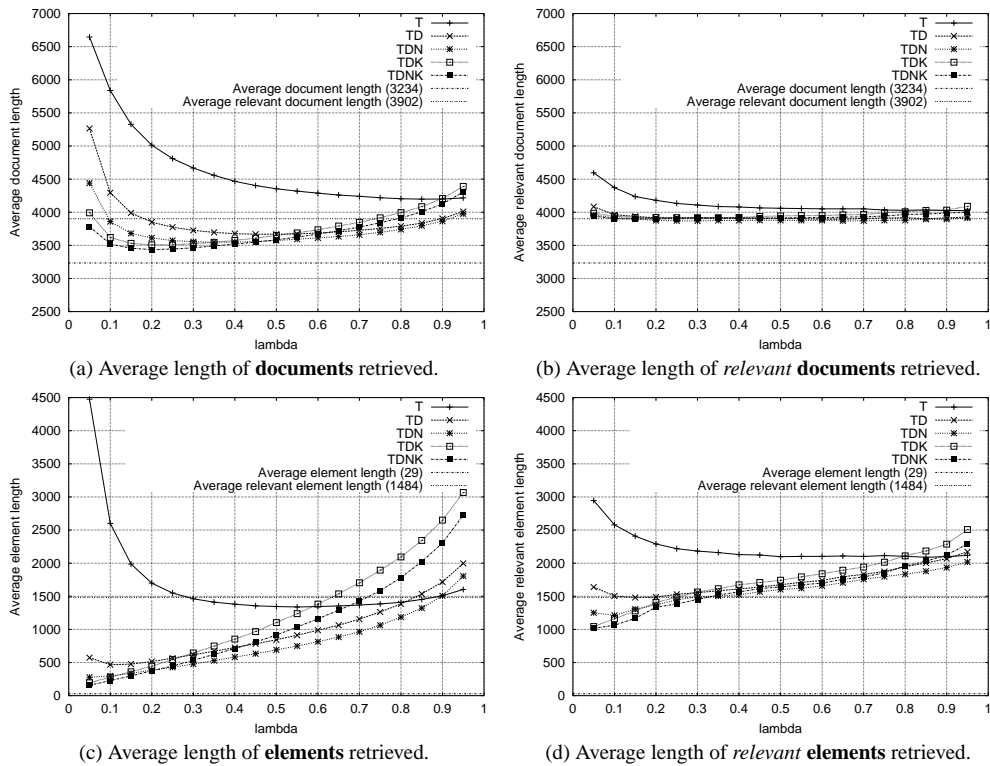 7000
6500
6000
5500
5000
4500
4000
3500
3000
2500
0 0.1 0.2 0.3 0.4 0.5 0.6 0.7 0.8 0.9 1
Average document length
lambda
T
TD
TDN
TDK
TDNK
Average document length (3234)
Average relevant document length (3902)
(a) Average length of documents retrieved.
7000
6500
6000
5500
5000
4500
4000
3500
3000
2500
0 0.1 0.2 0.3 0.4 0.5 0.6 0.7 0.8 0.9 1
Average relevant document length
lambda
T
TD
TDN
TDK
TDNK
Average document length (3234)
Average relevant document length (3902)
(b) Average length of relevant documents retrieved.
4500
4000
3500
3000
2500
2000
1500
1000
500
0
0 0.1 0.2 0.3 0.4 0.5 0.6 0.7 0.8 0.9 1
Average element length
lambda
T
TD
TDN
TDK
TDNK
Average element length (29)
Average relevant element length (1484)
(c) Average length of elements retrieved.
4500
4000
3500
3000
2500
2000
1500
1000
500
0
0 0.1 0.2 0.3 0.4 0.5 0.6 0.7 0.8 0.9 1
Average relevant element length
lambda
T
TD
TDN
TDK
TDNK
Average element length (29)
Average relevant element length (1484)
(d) Average length of relevant elements retrieved.